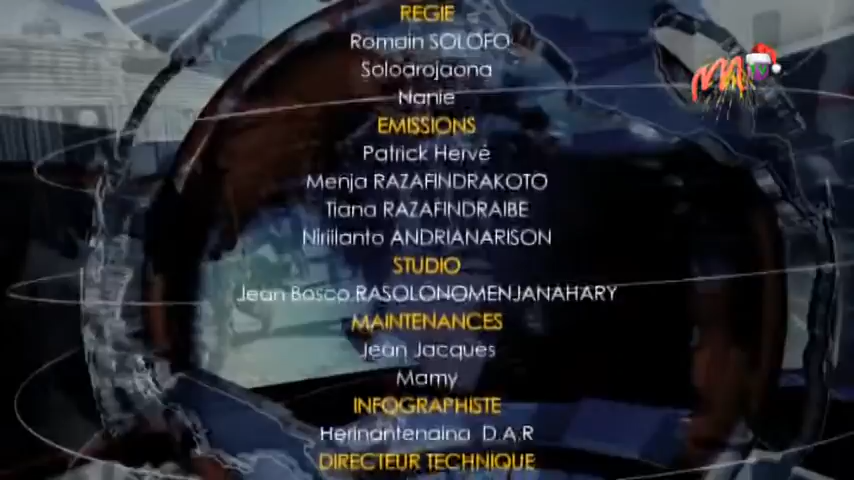 REGIE
Romain SOLOFO
Soloarojaona
Nanie
EMISSIONS
Patrick Hervé
Menja RAZAFINDRAKOTO
Tiana RAZAFINDRAIBE
Niriilanto ANDRIANARISON
STUDIO
Jean Bosco RASOLONOMENJANAHARY
MAINTENANCES
Jean Jacques
Mamy
INFOGRAPHISTE
Herinantenaina D.A.R
DIRECTEUR TECHNIQUE